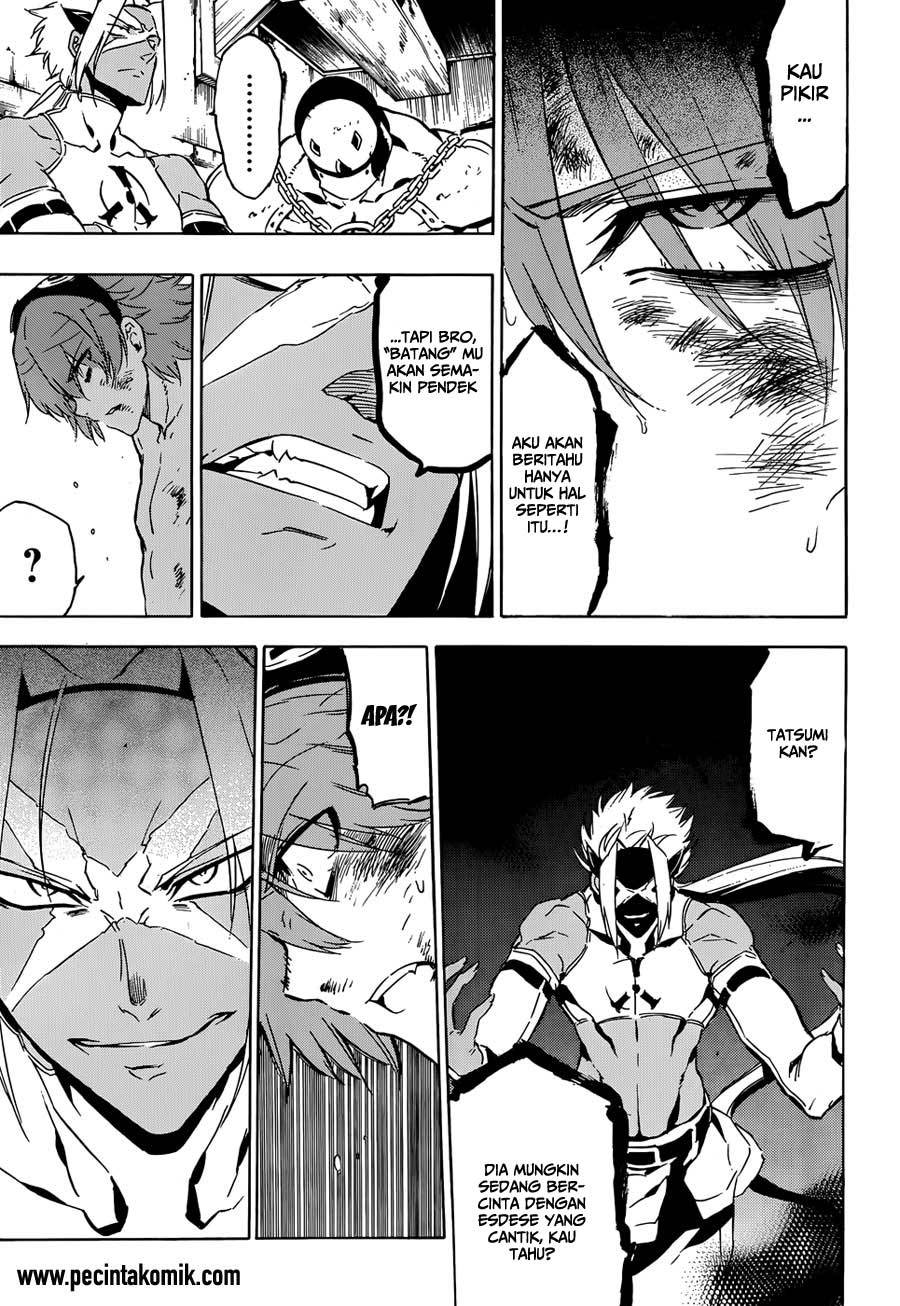 KAU
PIKIR
...
AKU AKAN
BERITAHU
HANYA
UNTUK HAL
SEPERTI
ITU...!
..........
...TAPI BRO,
"BATANG" MU
AKAN SEMA-
KIN PENDEK
?
TATSUMI
KAN?
DIA MUNGKIN
SEDANG BER-
CINTA DENGAN
ESDESE YANG
CANTIK, KAU
TAHU?
APA?!
www.pecintakomik.com